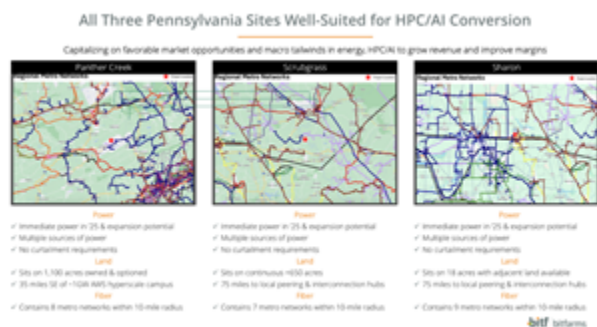 All Three Pennsylvania Sites Well-Suited for HPC/AI Conversion
Capitalizing on favorable market opportunities and macro tailwinds in energy, HPC/AI to grow revenue and improve margins
Panther Creek
Regional Metro Networks
Power
✓ Immediate power in '25 & expansion potential
✓ Multiple sources of power
✓ No curtailment requirements
Land
✓ Sits on 1,100 acres owned & optioned
✓ 35 miles SE of ~1GW AWS hyperscale campus
Fiber
✓ Contains 8 metro networks within 10-mile radius
Scrubgrass
Regional Metro Networks
Power
✓ Immediate power in '25 & expansion potential
✓ Multiple sources of power
✓ No curtailment requirements
Land
✓ Sits on continuous ~650 acres
✓ 75 miles to local peering & interconnection hubs
Fiber
✓ Contains 7 metro networks within 10-mile radius
Sharon
Regional Metro Networks
Power
✓ Immediate power in '25 & expansion potential
✓ Multiple sources of power
✓ No curtailment requirements
Land
✓ Sits on 18 acres with adjacent land available
✓ 75 miles to local peering & interconnection hubs
Fiber
✓ Contains 9 metro networks within 10-mile radius
bitf bitfarms